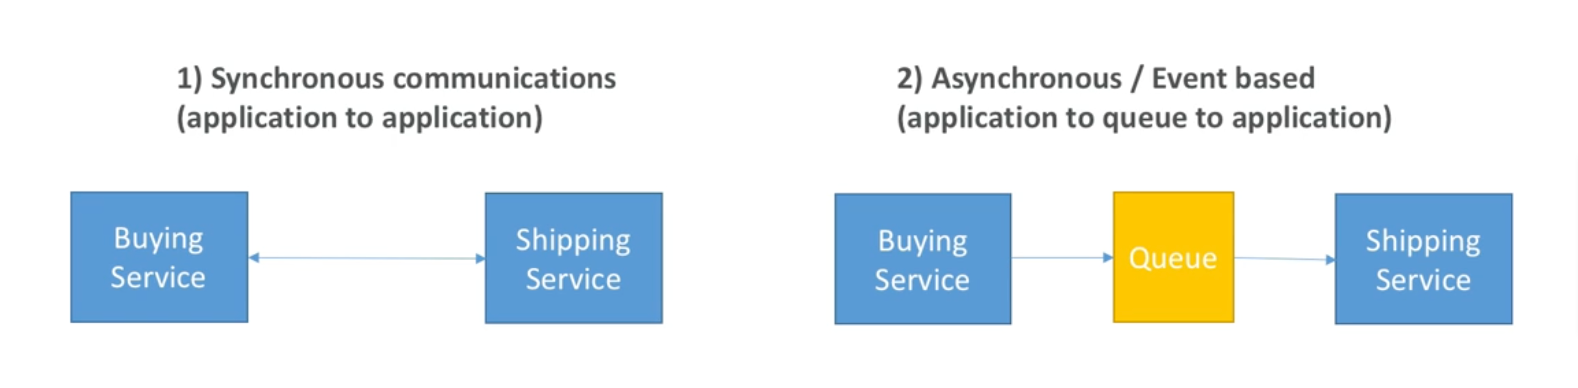 1) Synchronous communications
(application to application)
Buying
Service
Shipping
Service
2) Asynchronous / Event based
(application to queue to application)
Buying
Service
Queue
Shipping
Service